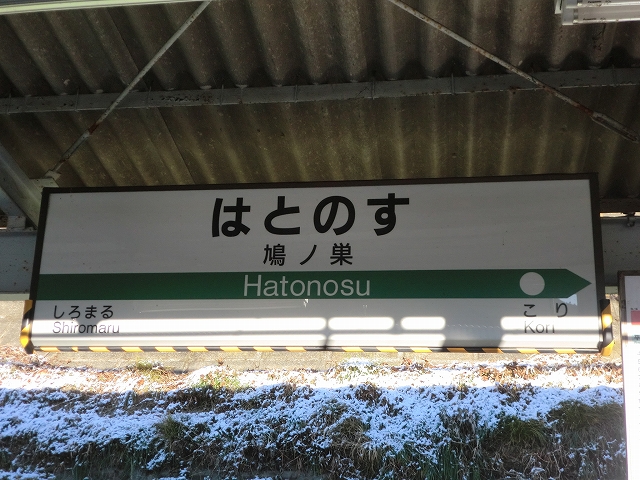 はとのす
鳩ノ巣
Hatonosu
しろまる こり
Shiromaru Kori